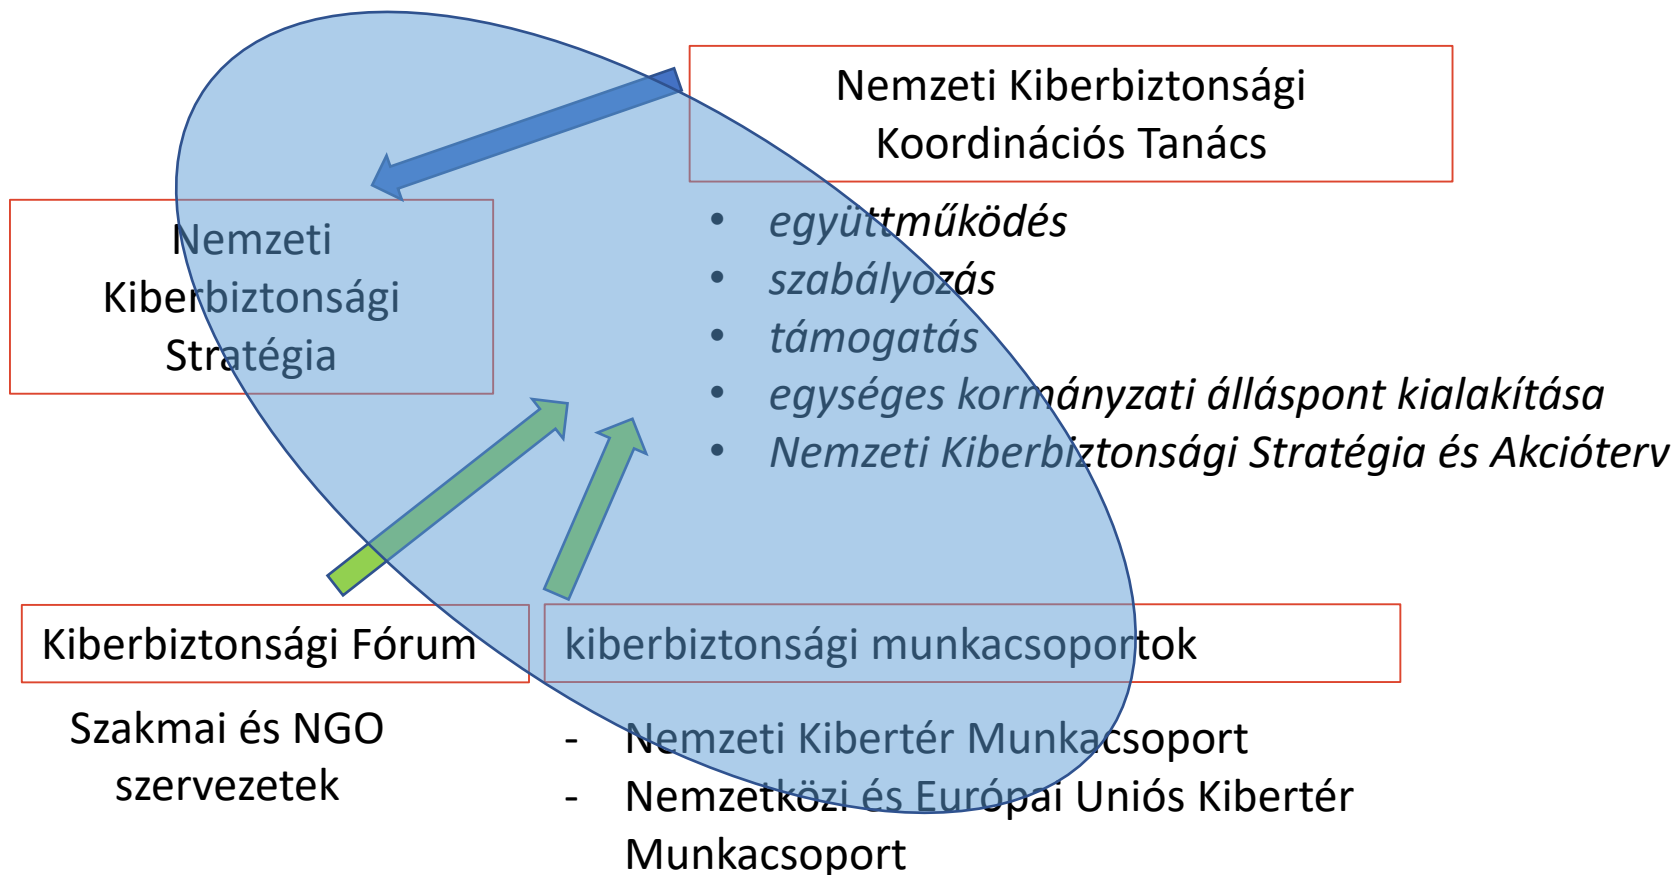 Nemzeti Kiberbiztonsági
Koordinációs Tanács
Nemzeti
Kiberbiztonsági
Stratégia
• együttműködés
• szabályozás
• támogatás
• egységes kormányzati álláspont kialakítása
• Nemzeti Kiberbiztonsági Stratégia és Akcióterv
Kiberbiztonsági Fórum
Szakmai és NGO
szervezetek
kiberbiztonsági munkacsoportok
- Nemzeti Kibertér Munkacsoport
- Nemzetközi és Európai Uniós Kibertér
Munkacsoport